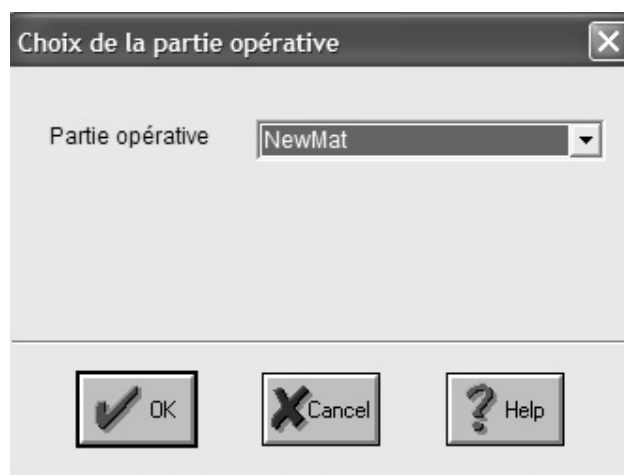 Choix de la partie opérative
Partie opérative NewMat
OK Cancel Help